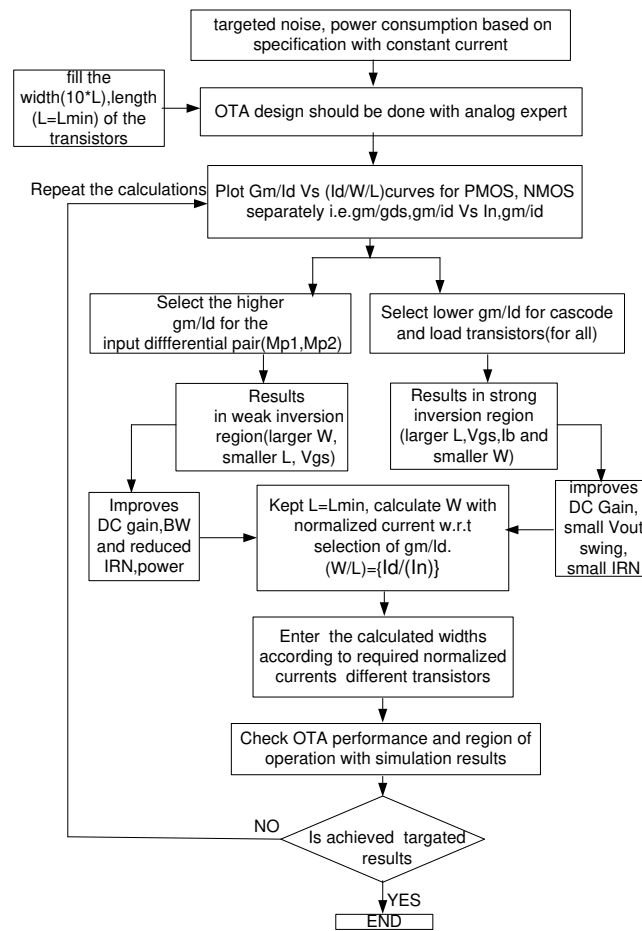 targeted noise, power consumption based on
specification with constant current
fill the
width(10*L),length
(L=Lmin) of the
transistors
OTA design should be done with analog expert
Repeat the calculations
Plot Gm/Id Vs (Id/W/L)curves for PMOS, NMOS
separately i.e.gm/gds,gm/id Vs In,gm/id
Select the higher
gm/Id for the
input differential pair(Mp1,Mp2)
Select lower gm/Id for cascode
and load transistors(for all)
Results
in weak inversion
region(larger W,
smaller L, Vgs)
Results in strong
inversion region
(larger L,Vgs,Ib and
smaller W)
Improves
DC gain,BW
and reduced
IRN,power
Kept L=Lmin, calculate W with
normalized current w.r.t
selection of gm/Id.
(W/L)={Id/(In)}
improves
DC Gain,
small Vout
swing,
small IRN
Enter the calculated widths
according to required normalized
currents different transistors
Check OTA performance and region of
operation with simulation results
NO
Is achieved targated
results
YES
END